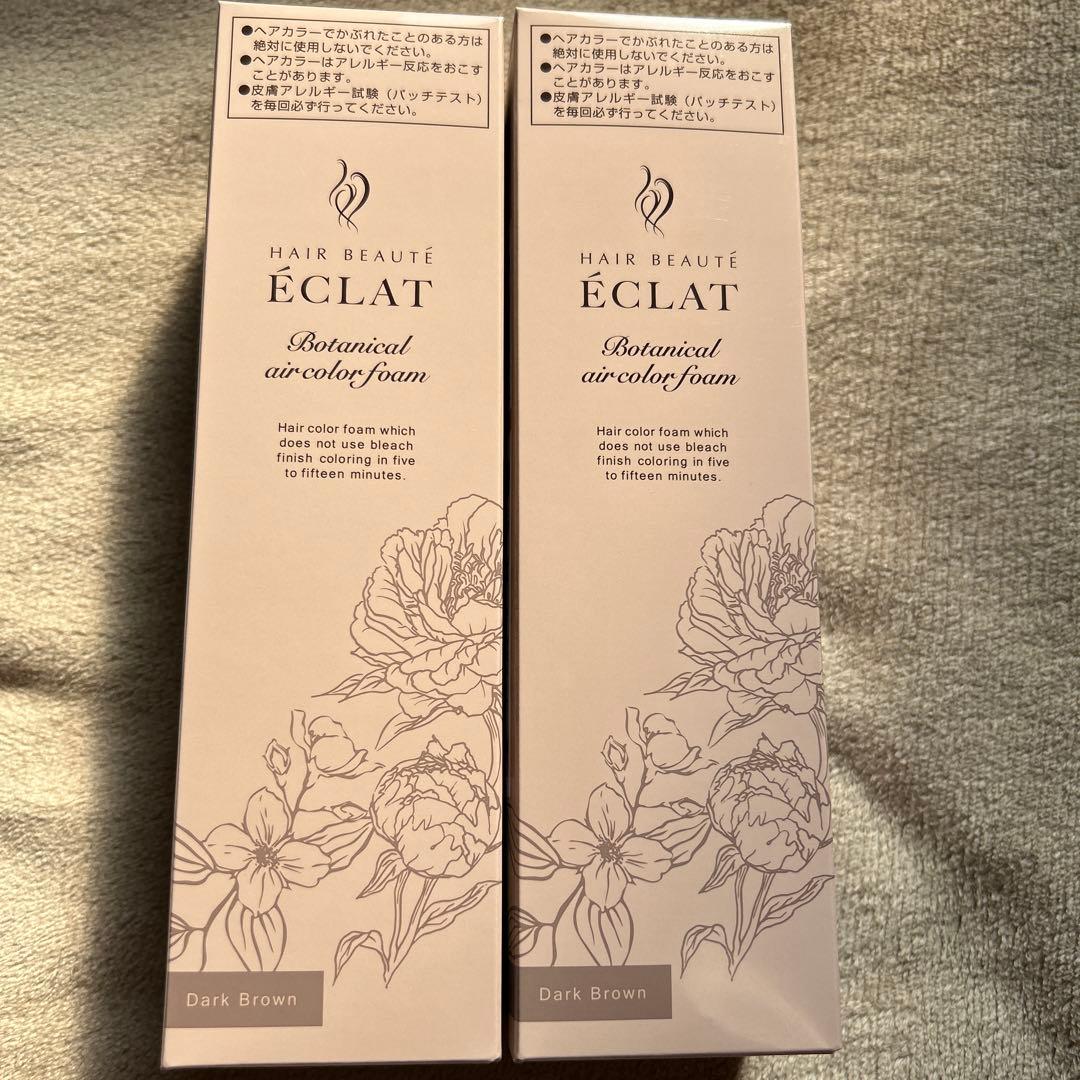 ●ヘアカラーでかぶれたことのある方は
絶対に使用しないでください。
●ヘアカラーはアレルギー反応をおこす
ことがあります。
●皮膚アレルギー試験（パッチテスト）
を毎回必ず行ってください。
HAIR BEAUTÉ
ÉCLAT
Botanical
air color foam
Hair color foam which
does not use bleach
finish coloring in five
to fifteen minutes.
Dark Brown
●ヘアカラーでかぶれたことのある方は
絶対に使用しないでください。
●ヘアカラーはアレルギー反応をおこす
ことがあります。
●皮膚アレルギー試験（パッチテスト）
を毎回必ず行ってください。
HAIR BEAUTÉ
ÉCLAT
Botanical
air color foam
Hair color foam which
does not use bleach
finish coloring in five
to fifteen minutes.
Dark Brown